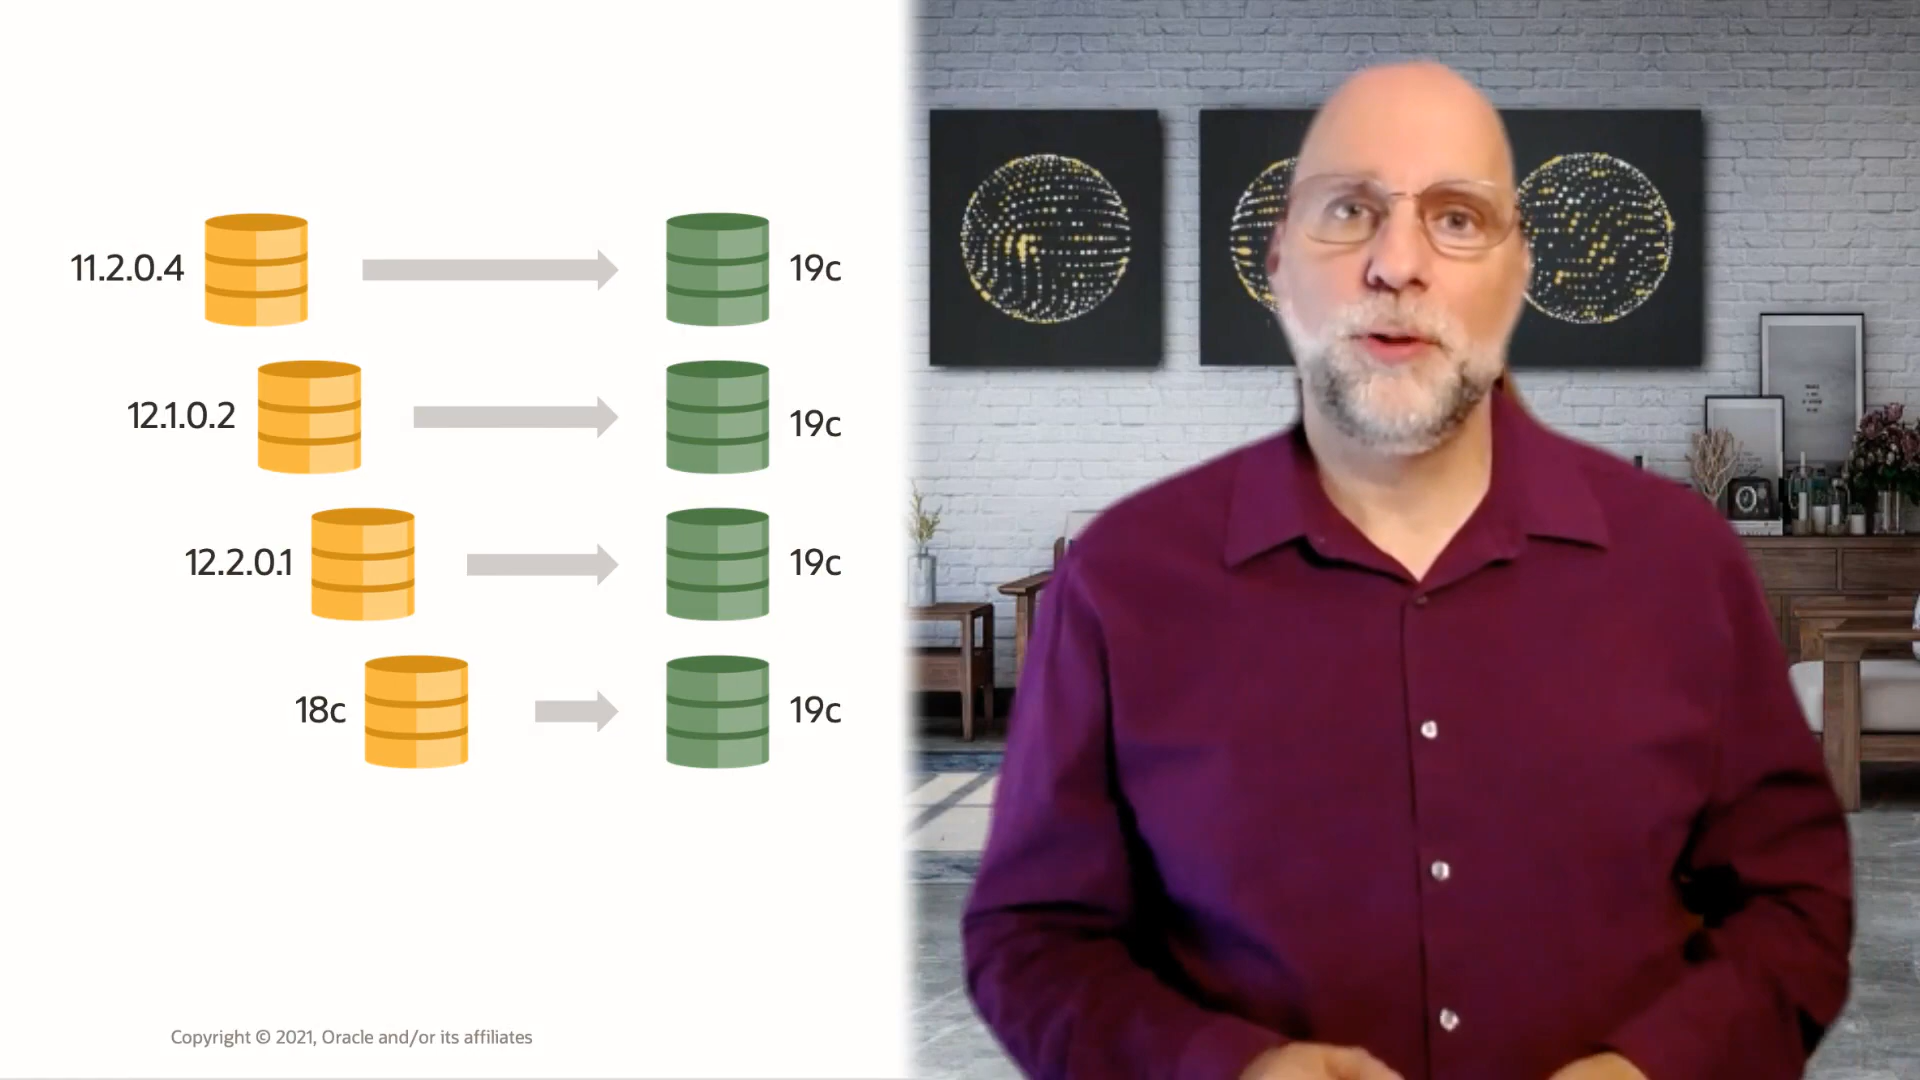 11.2.0.4 19c
12.1.0.2 19c
12.2.0.1 19c
18c 19c
Copyright © 2021, Oracle and/or its affiliates